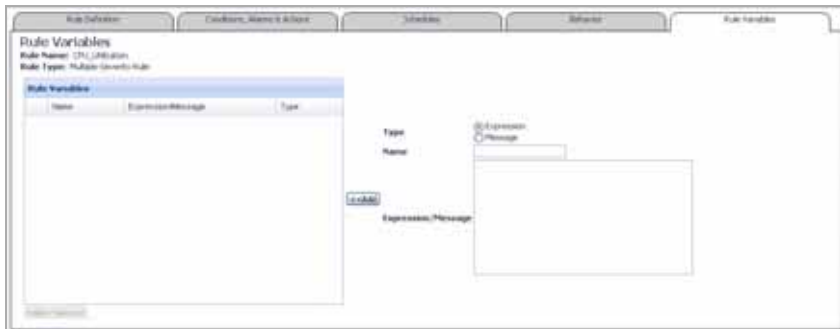 Rule Definition
Conditions, Alarms & Actions
Schedules
Behavior
Rule Variables
Rule Variables
Rule Name: CPU_Utilization
Rule Type: Multiple-Severity Rule
Rule Variables
Name
Expression/Message
Type
Type
Expression
Message
Name
<<Add
Expression/Message